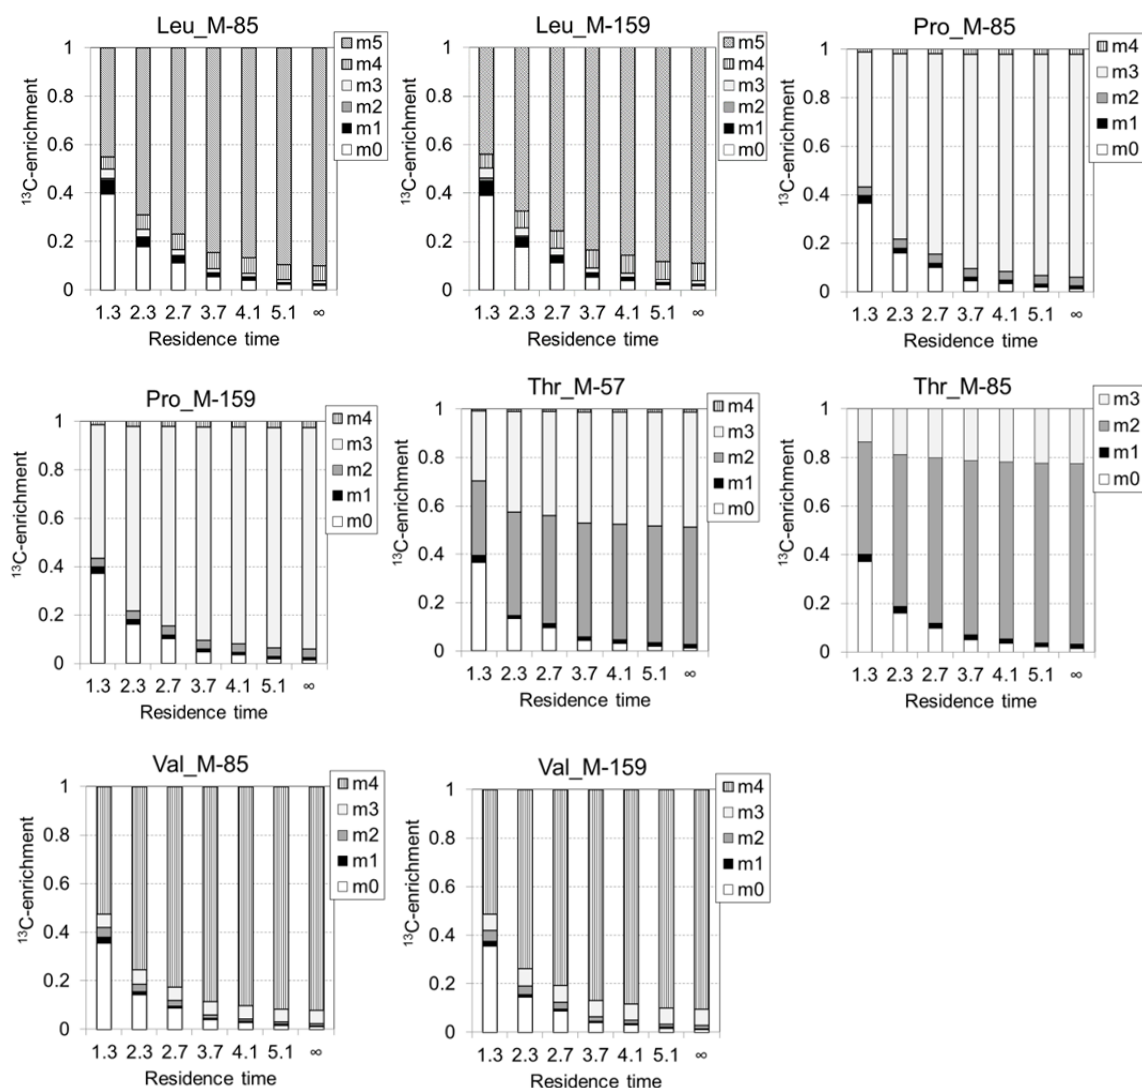 Leu_M-85
1
0.8
0.6
0.4
0.2
0
¹³C-enrichment
1.3 2.3 2.7 3.7 4.1 5.1 ∞
Residence time
m5
m4
m3
m2
m1
m0
Leu_M-159
1
0.8
0.6
0.4
0.2
0
¹³C-enrichment
1.3 2.3 2.7 3.7 4.1 5.1 ∞
Residence time
m5
m4
m3
m2
m1
m0
Pro_M-85
1
0.8
0.6
0.4
0.2
0
¹³C-enrichment
1.3 2.3 2.7 3.7 4.1 5.1 ∞
Residence time
m4
m3
m2
m1
m0
Pro_M-159
1
0.8
0.6
0.4
0.2
0
¹³C-enrichment
1.3 2.3 2.7 3.7 4.1 5.1 ∞
Residence time
m4
m3
m2
m1
m0
Thr_M-57
1
0.8
0.6
0.4
0.2
0
¹³C-enrichment
1.3 2.3 2.7 3.7 4.1 5.1 ∞
Residence time
m4
m3
m2
m1
m0
Thr_M-85
1
0.8
0.6
0.4
0.2
0
¹³C-enrichment
1.3 2.3 2.7 3.7 4.1 5.1 ∞
Residence time
m3
m2
m1
m0
Val_M-85
1
0.8
0.6
0.4
0.2
0
¹³C-enrichment
1.3 2.3 2.7 3.7 4.1 5.1 ∞
Residence time
m4
m3
m2
m1
m0
Val_M-159
1
0.8
0.6
0.4
0.2
0
¹³C-enrichment
1.3 2.3 2.7 3.7 4.1 5.1 ∞
Residence time
m4
m3
m2
m1
m0